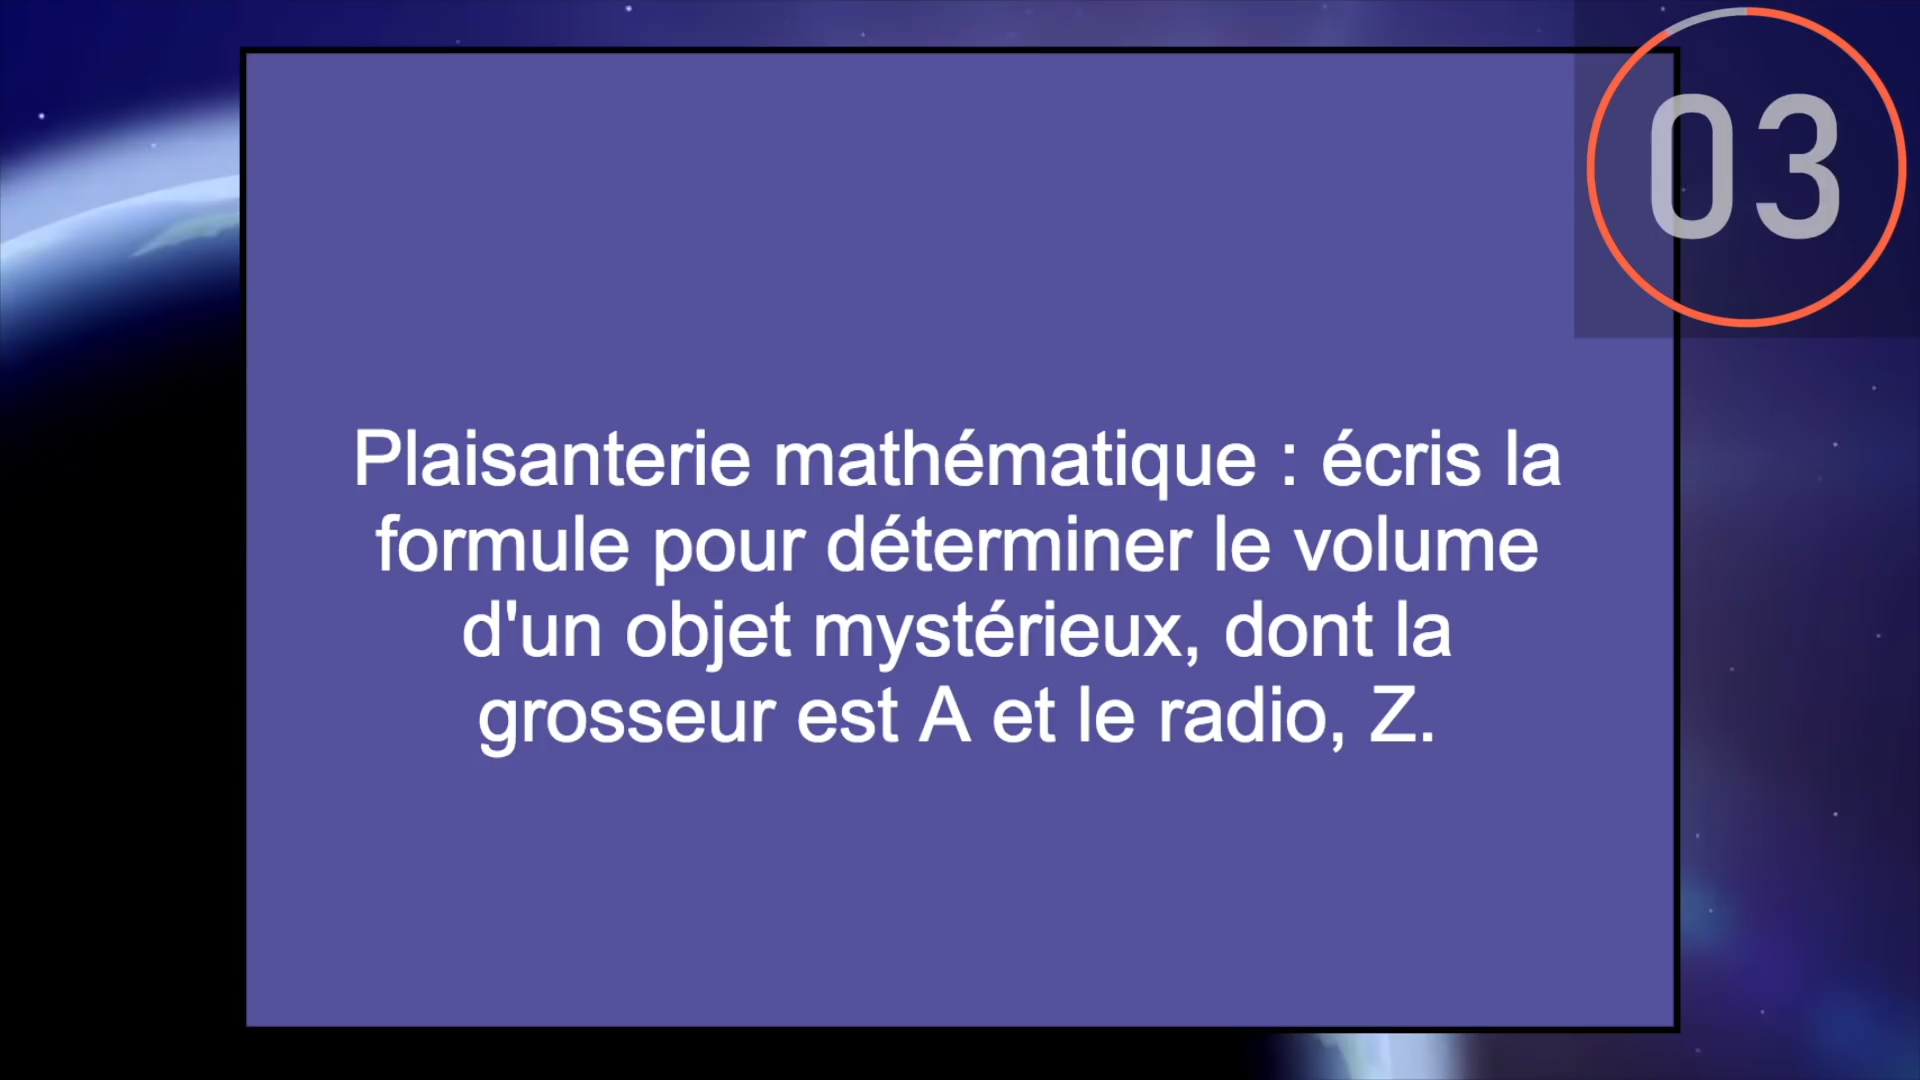 03
Plaisanterie mathématique : écris la
formule pour déterminer le volume
d'un objet mystérieux, dont la
grosseur est A et le radio, Z.